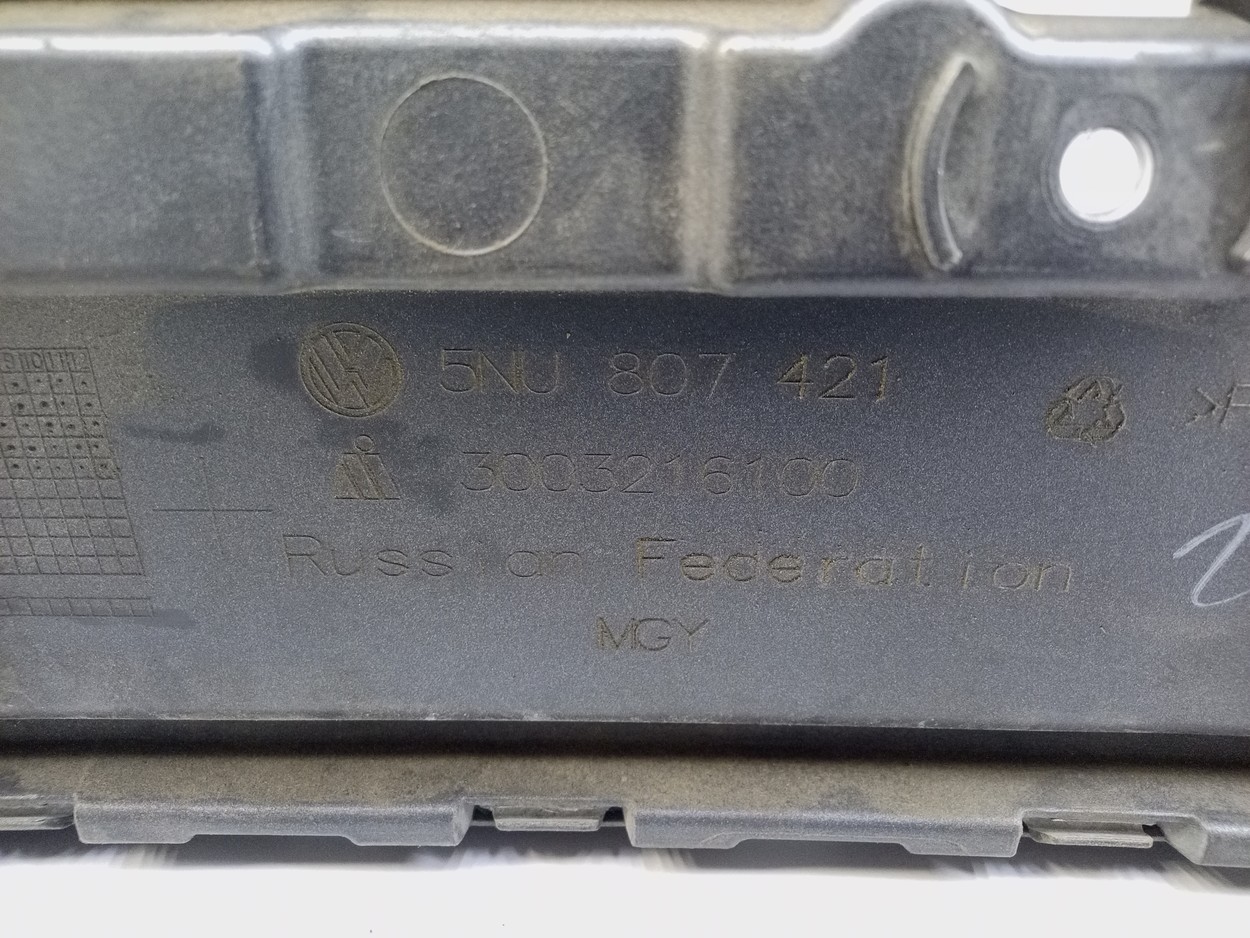 5NU 807 421
3003216100
Russian Federation
MGY